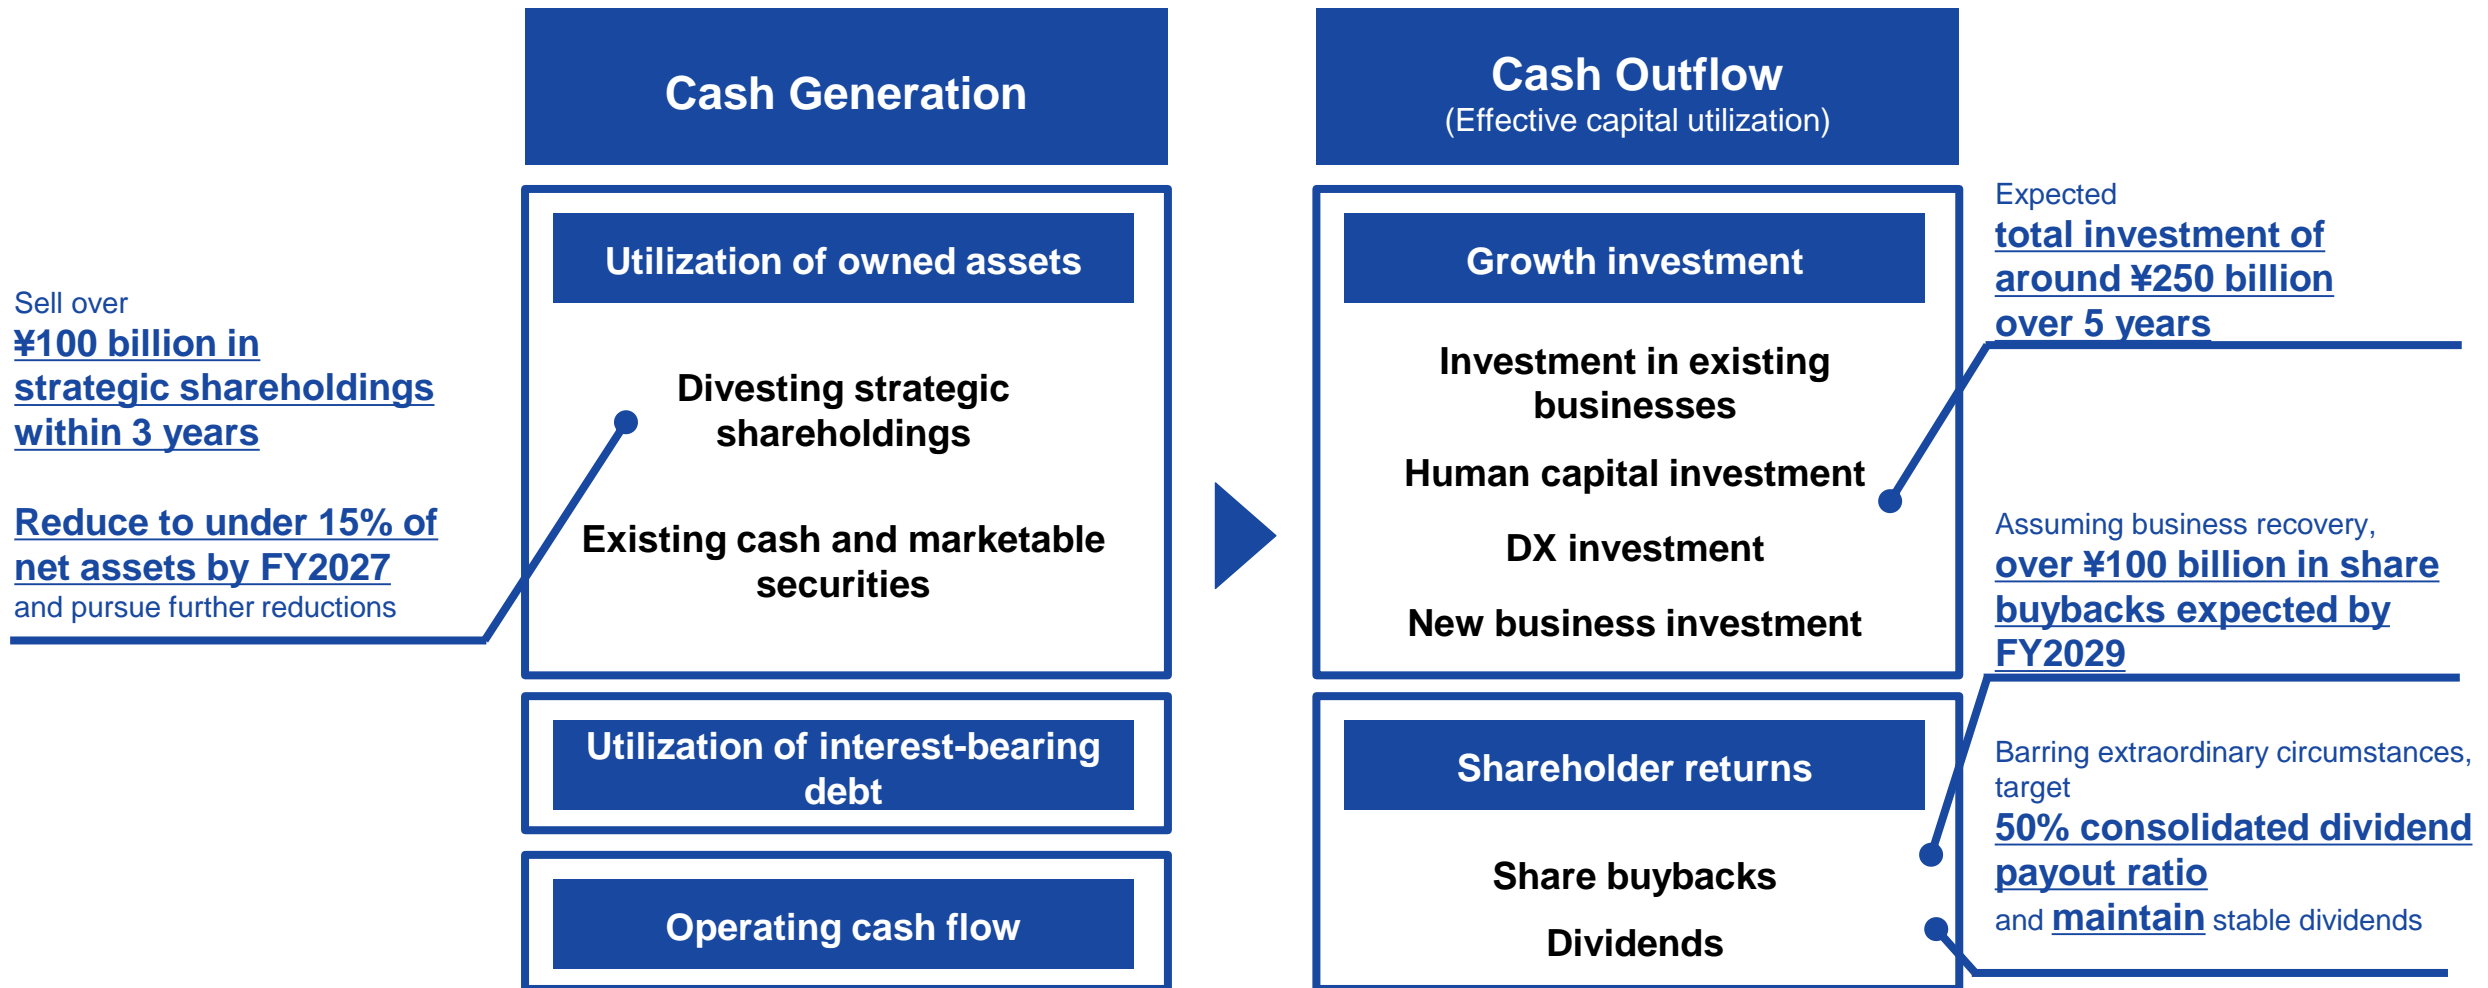 Cash Generation
Cash Outflow
(Effective capital utilization)
Sell over
¥100 billion in
strategic shareholdings
within 3 years
Reduce to under 15% of
net assets by FY2027
and pursue further reductions
Utilization of owned assets
Divesting strategic
shareholdings
Existing cash and marketable
securities
Utilization of interest-bearing
debt
Operating cash flow
Growth investment
Investment in existing
businesses
Human capital investment
DX investment
New business investment
Shareholder returns
Share buybacks
Dividends
Expected
total investment of
around ¥250 billion
over 5 years
Assuming business recovery,
over ¥100 billion in share
buybacks expected by
FY2029
Barring extraordinary circumstances,
target
50% consolidated dividend
payout ratio
and maintain stable dividends